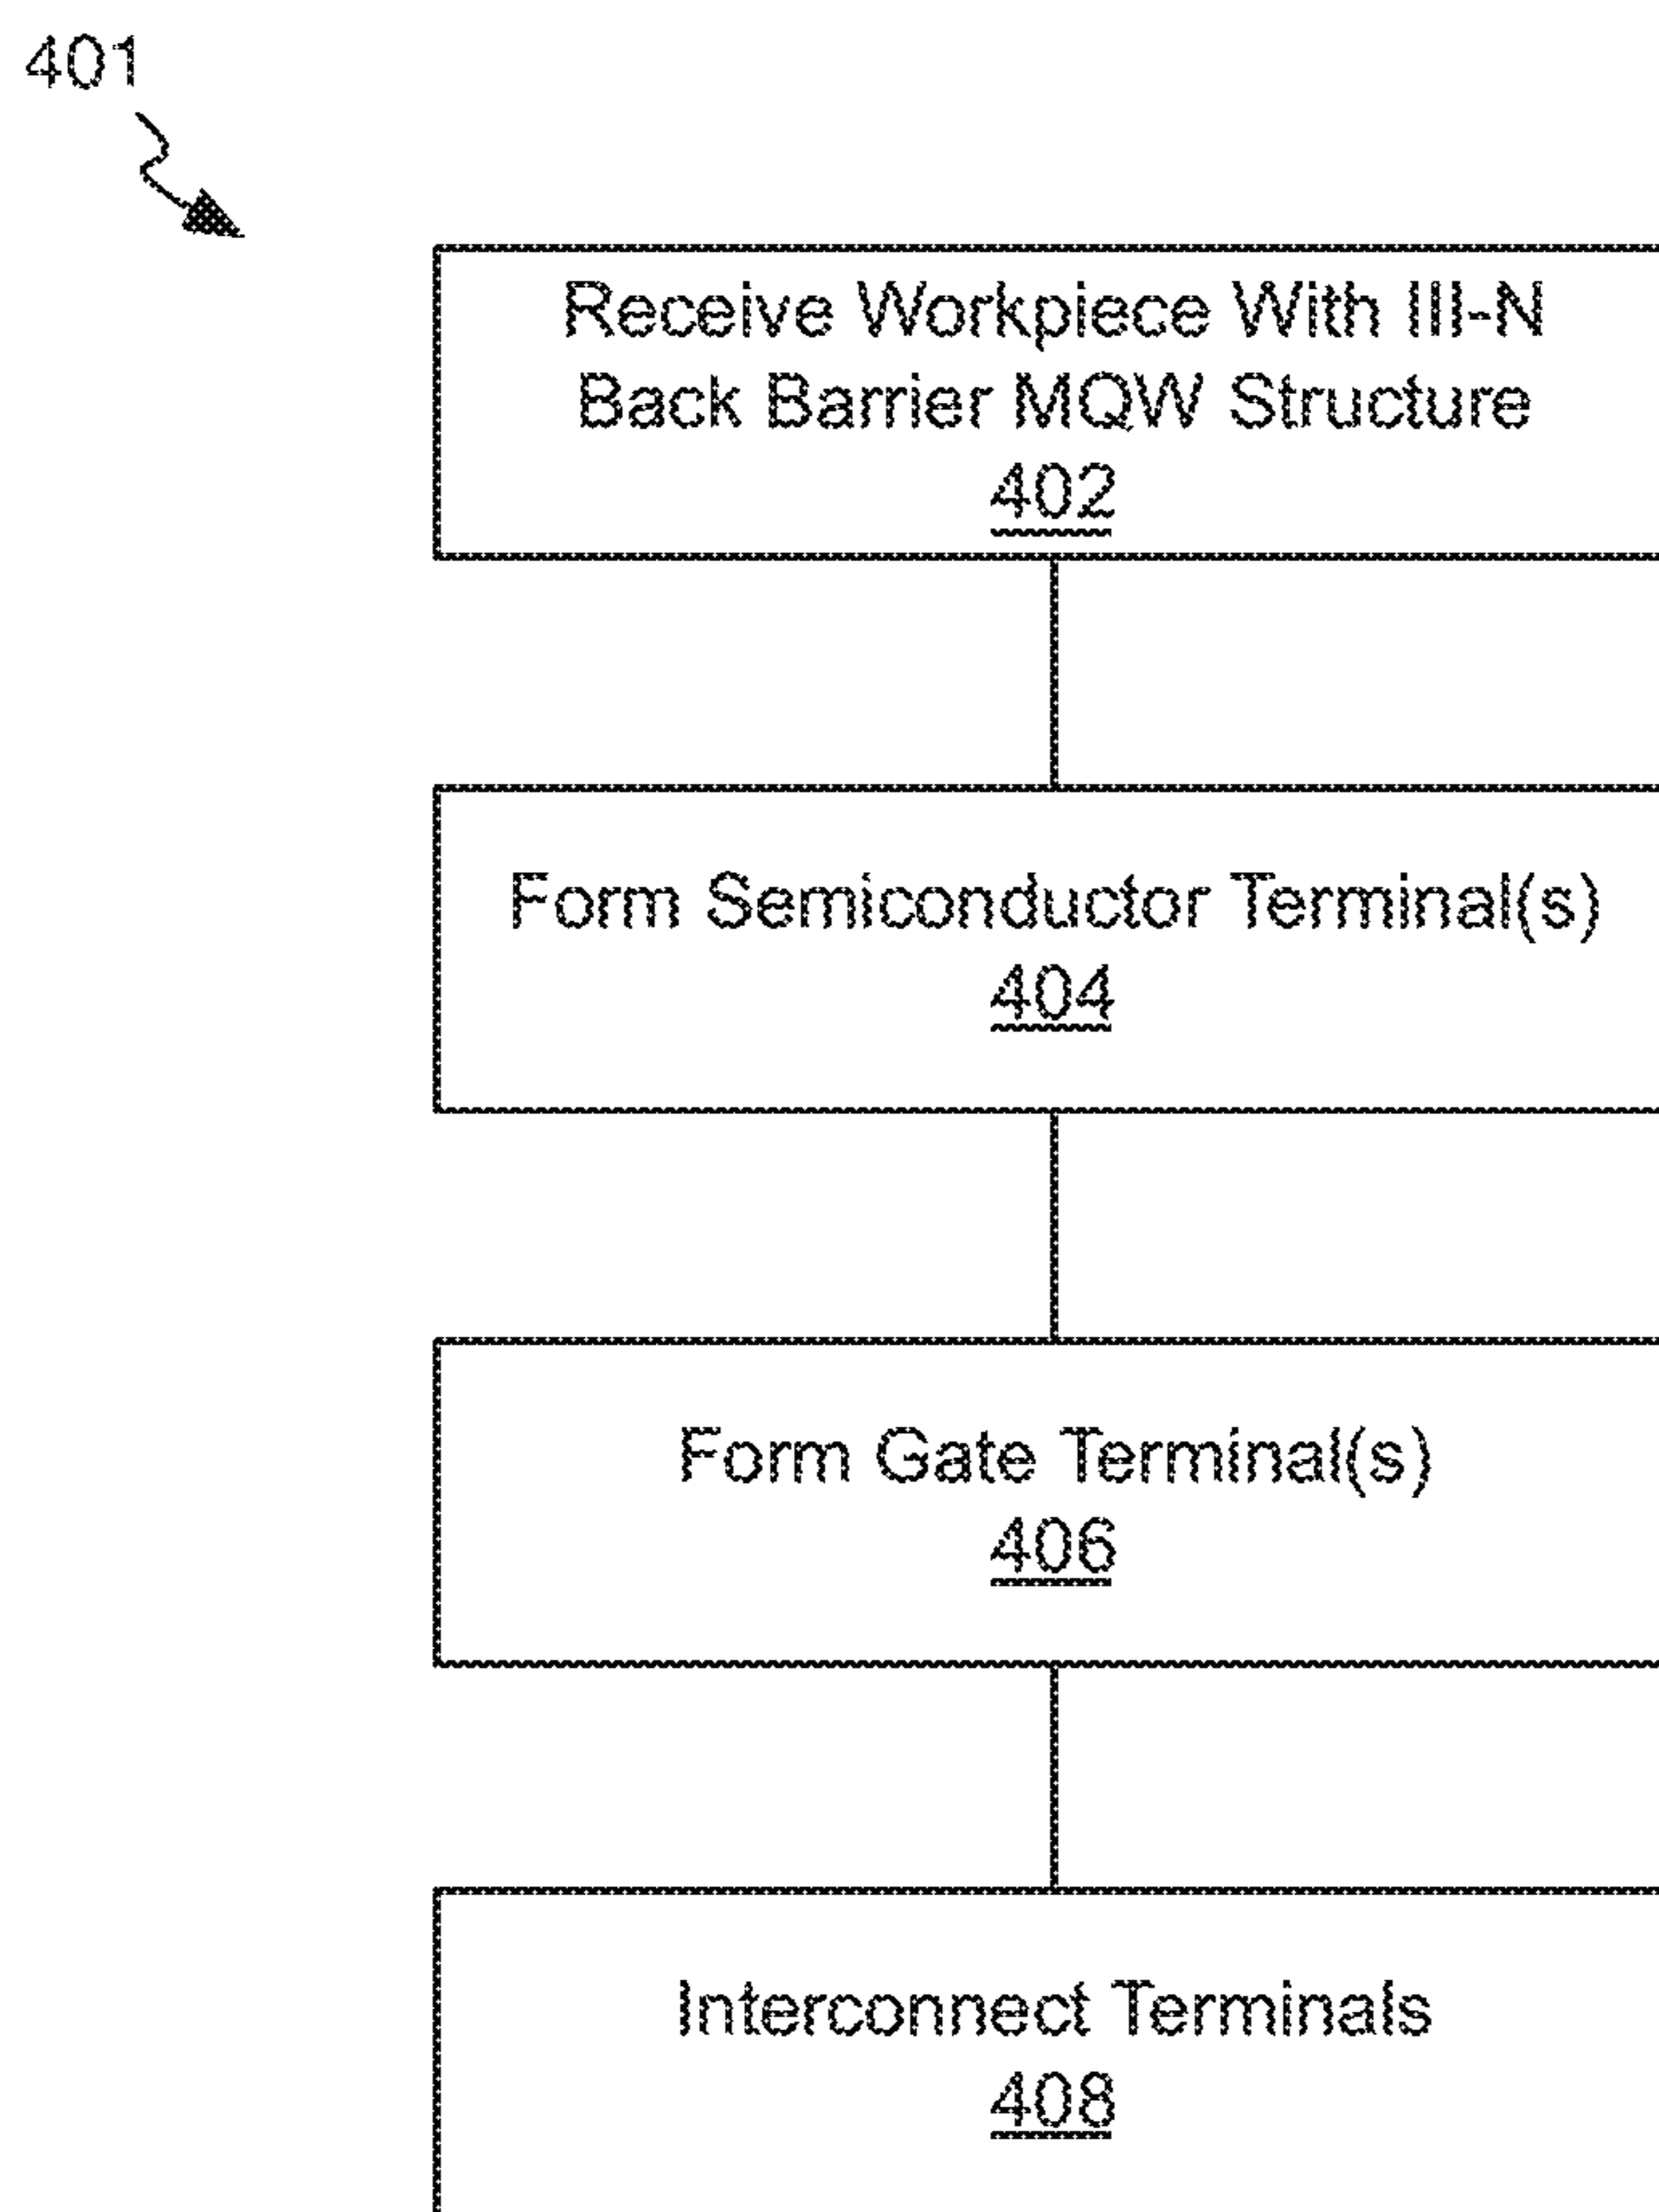 401
Receive Workpiece With III-N
Back Barrier MQW Structure
402
Form Semiconductor Terminal(s)
404
Form Gate Terminal(s)
406
Interconnect Terminals
408